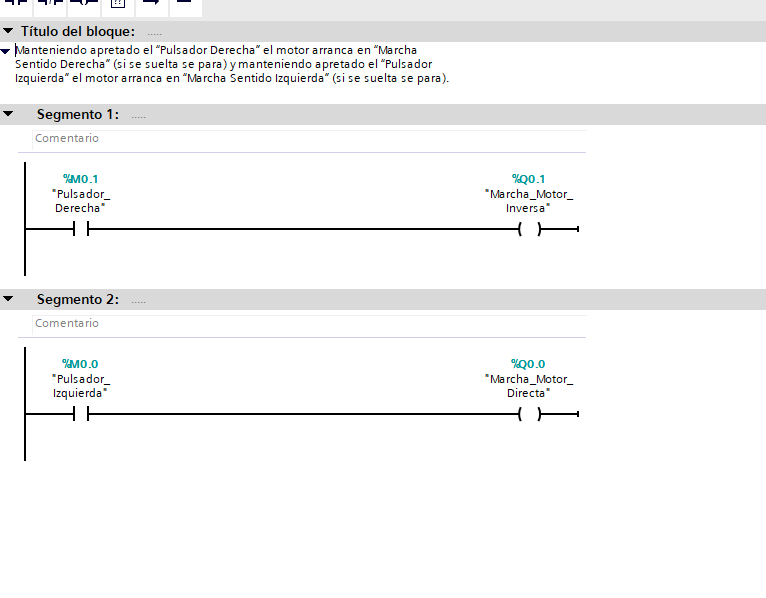 Título del bloque: .....
Manteniendo apretado el “Pulsador Derecha” el motor arranca en “Marcha
Sentido Derecha” (si se suelta se para) y manteniendo apretado el “Pulsador
Izquierda” el motor arranca en “Marcha Sentido Izquierda” (si se suelta se para).
Segmento 1: .....
Comentario
%M0.1
"Pulsador_
Derecha"
%Q0.1
"Marcha_Motor_
Inversa"
Segmento 2: .....
Comentario
%M0.0
"Pulsador_
Izquierda"
%Q0.0
"Marcha_Motor_
Directa"